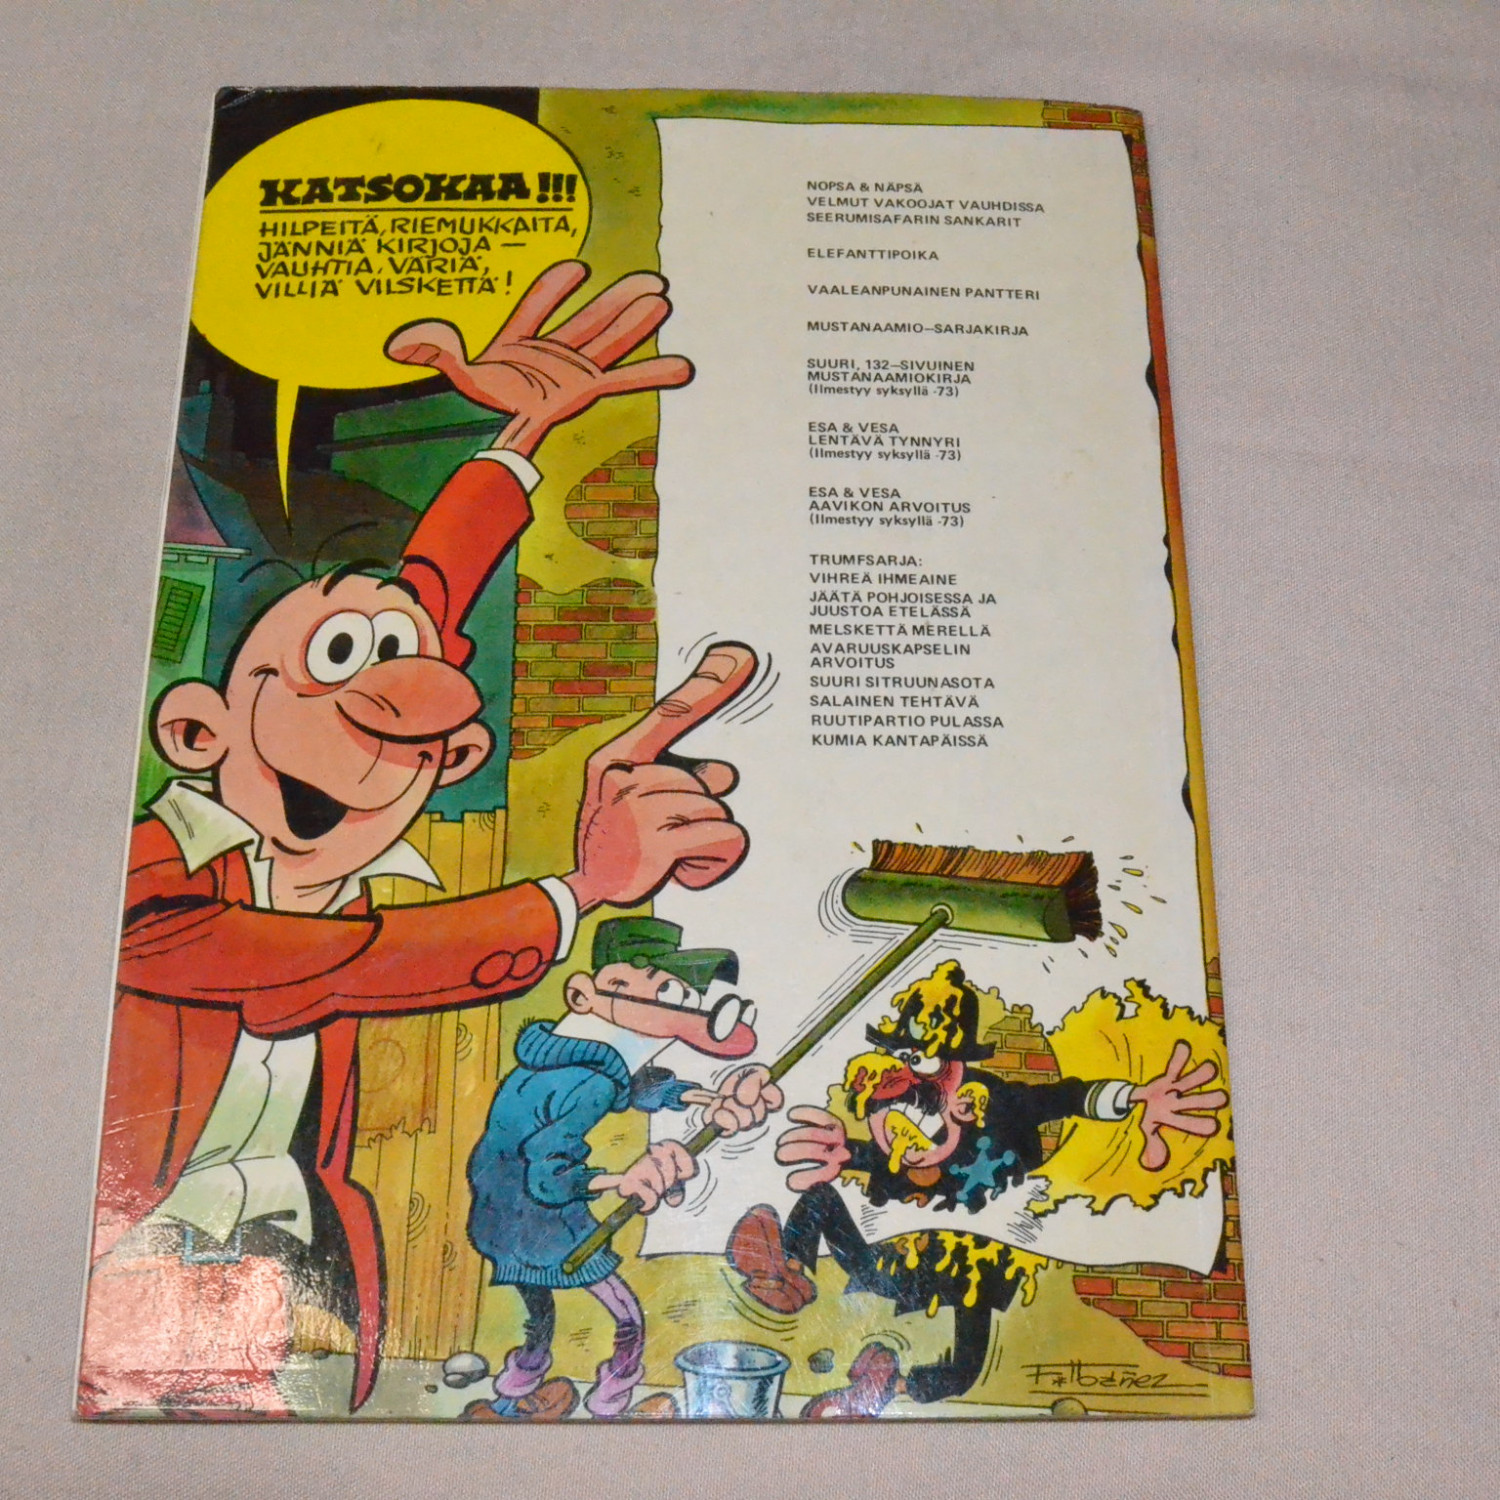 KATSOKAA!!!
HILPEITÄ, RIEMUKKAITA,
JÄNNIÄ KIRJOJA —
VAUHTIA, VÄRIÄ,
VILLIÄ VILSKETTÄ!
NOPSA & NÄPSÄ
VELMUT VAKOOJAT VAUHDISSA
SEERUMISAFARIN SANKARIT
ELEFANTTIPOIKA
VAALEANPUNAINEN PANTTERI
MUSTANAAMIO—SARJAKIRJA
SUURI, 132—SIVUINEN
MUSTANAAMIOKIRJA
(Ilmestyy syksyllä -73)
ESA & VESA
LENTÄVÄ TYNNYRI
(Ilmestyy syksyllä -73)
ESA & VESA
AAVIKON ARVOITUS
(Ilmestyy syksyllä -73)
TRUMFSARJA:
VIHREÄ IHMEAINE
JÄÄTÄ POHJOISESSA JA
JUUSTOA ETELÄSSÄ
MELSKETTÄ MERELLÄ
AVARUUSKAPSELIN
ARVOITUS
SUURI SITRUUNASOTA
SALAINEN TEHTÄVÄ
RUUTIPARTIO PULASSA
KUMIA KANTAPÄISSÄ
F. Ibáñez